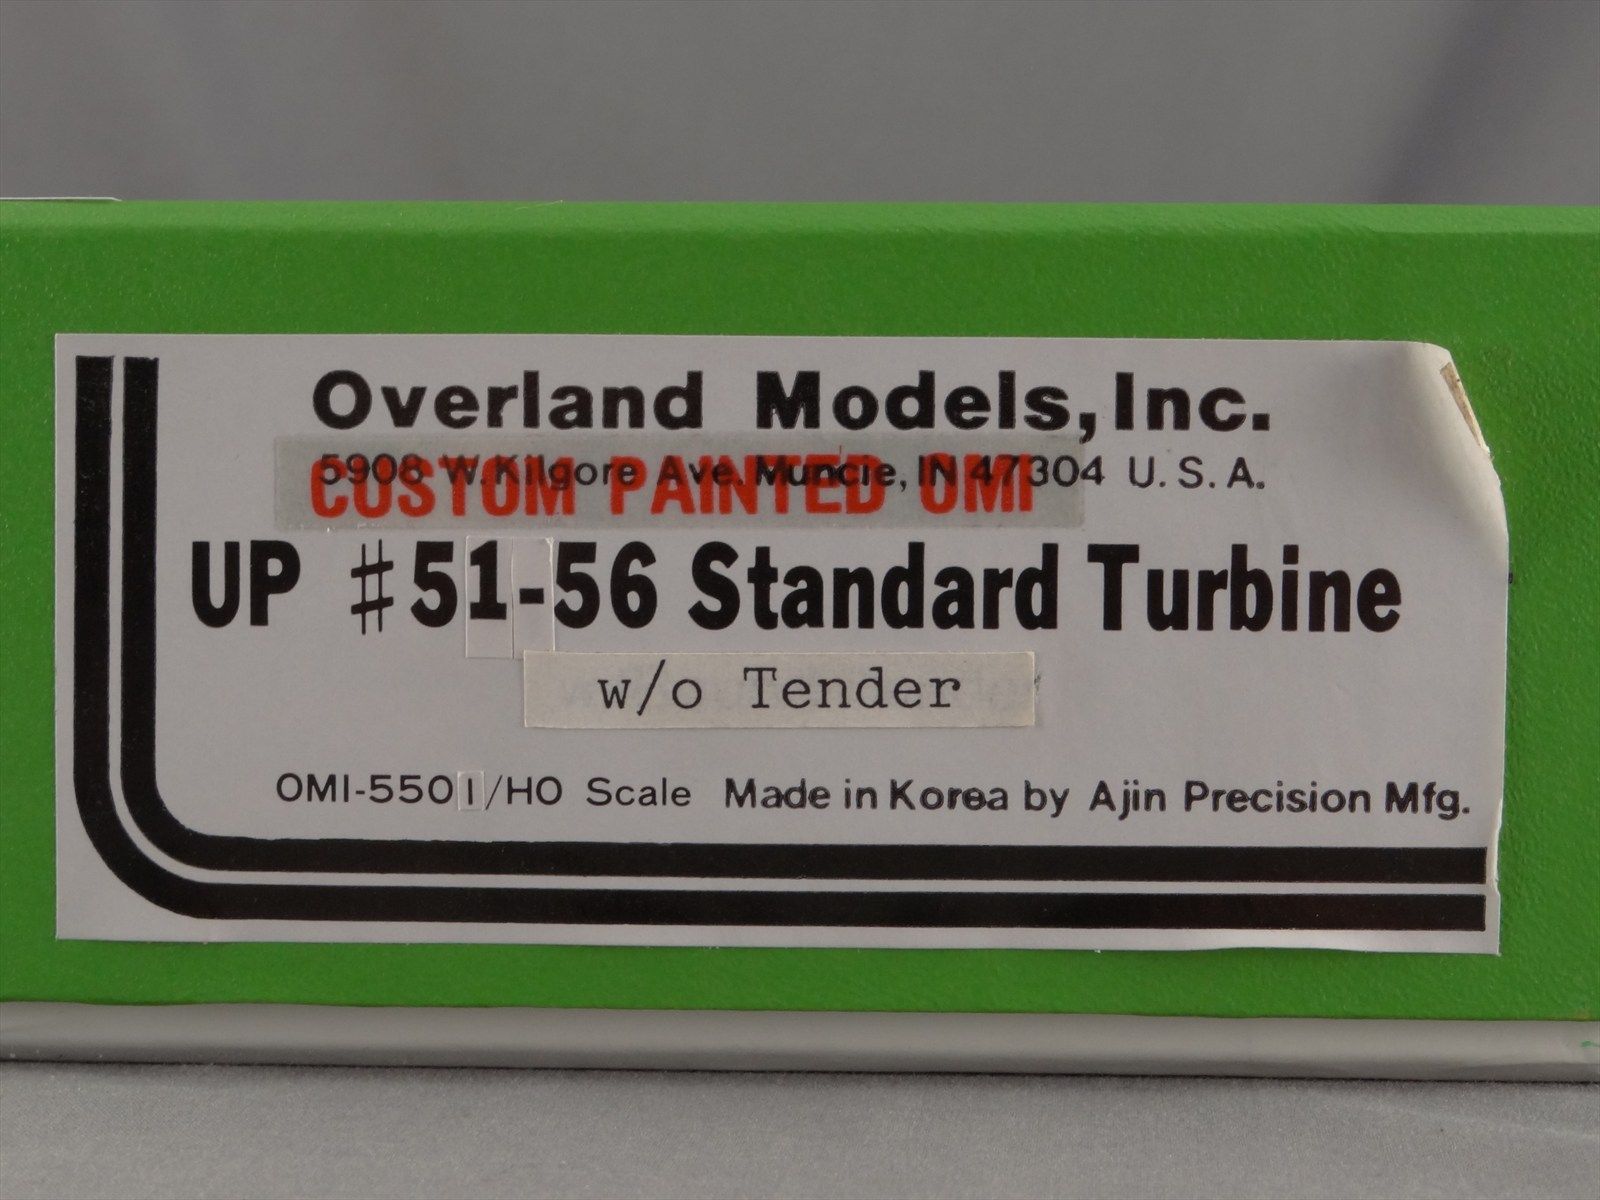 Overland Models, Inc.
5908 W. Kilgore Ave. Muncie, IN 47304 U.S.A.
CUSTOM PAINTED OMI
UP #51-56 Standard Turbine
w/o Tender
OMI-5501/HO Scale Made in Korea by Ajin Precision Mfg.